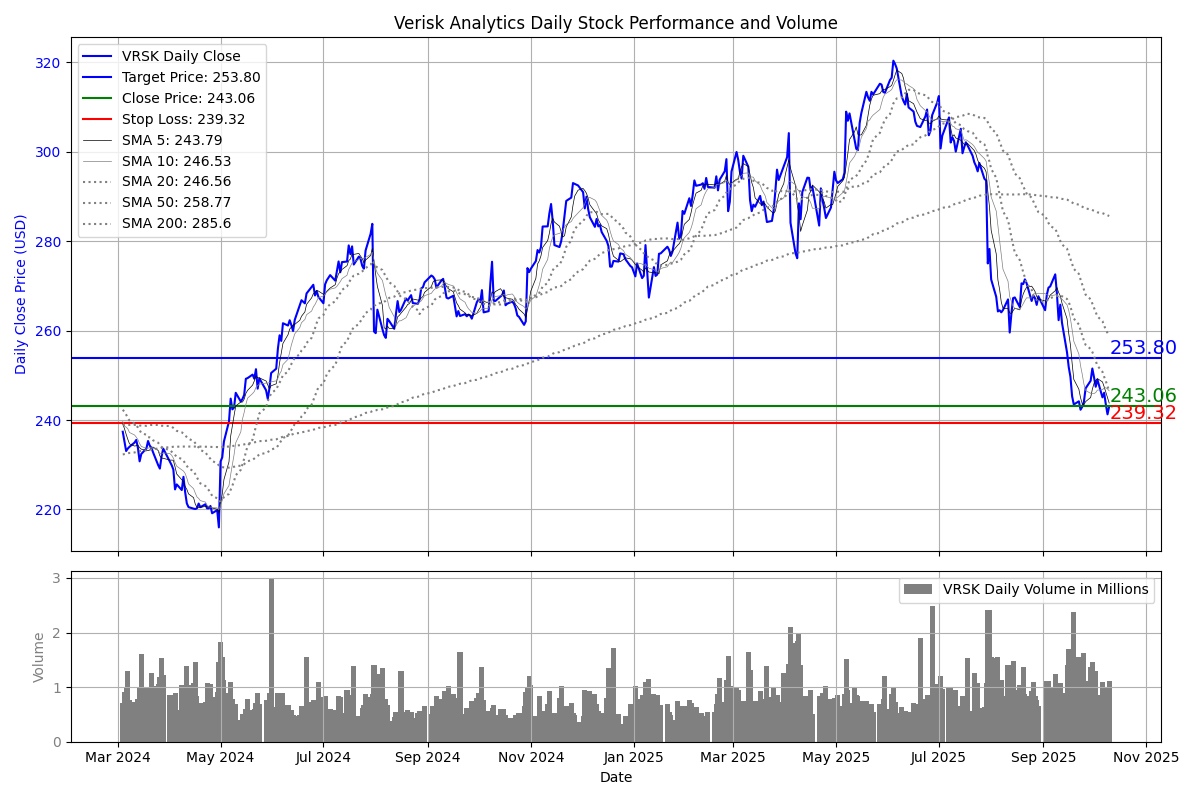 Verisk Analytics Daily Stock Performance and Volume
VRSK Daily Close
Target Price: 253.80
Close Price: 243.06
Stop Loss: 239.32
SMA 5: 243.79
SMA 10: 246.53
SMA 20: 246.56
SMA 50: 258.77
SMA 200: 285.6
Daily Close Price (USD)
320
300
280
260
240
220
253.80
243.06
239.32
VRSK Daily Volume in Millions
Volume
3
2
1
0
Mar 2024 May 2024 Jul 2024 Sep 2024 Nov 2024 Jan 2025 Mar 2025 May 2025 Jul 2025 Sep 2025 Nov 2025
Date